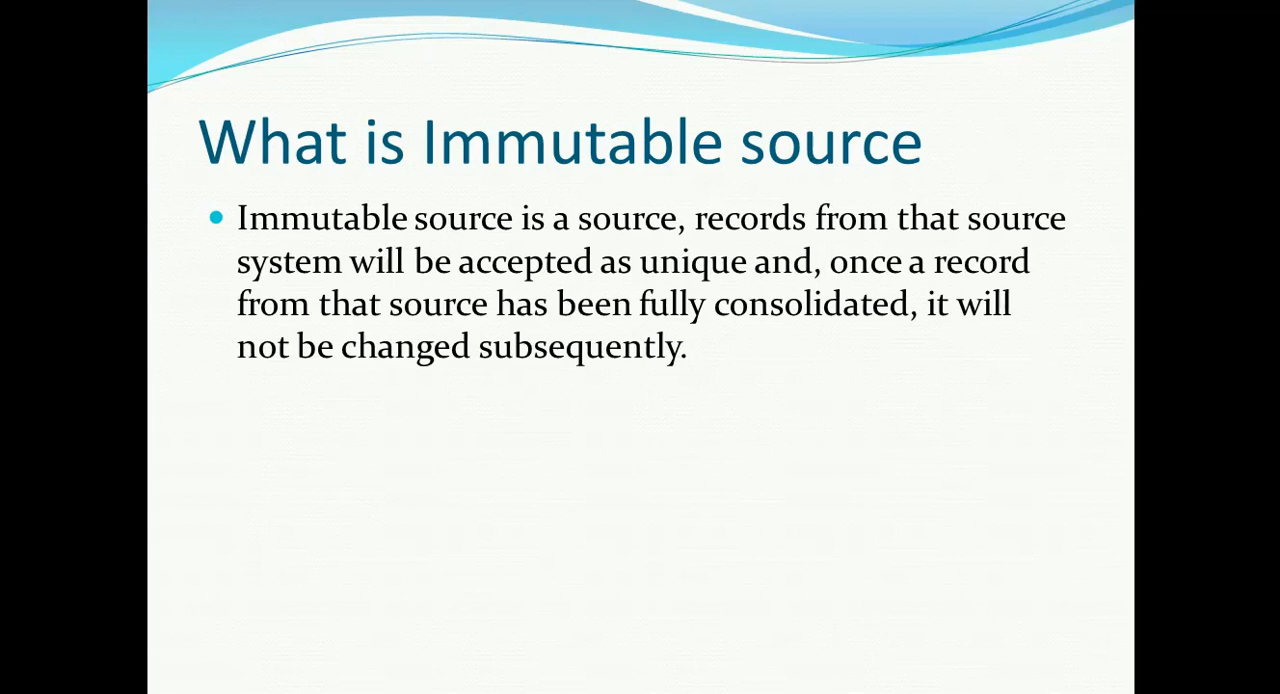 What is Immutable source
Immutable source is a source, records from that source
system will be accepted as unique and, once a record
from that source has been fully consolidated, it will
not be changed subsequently.